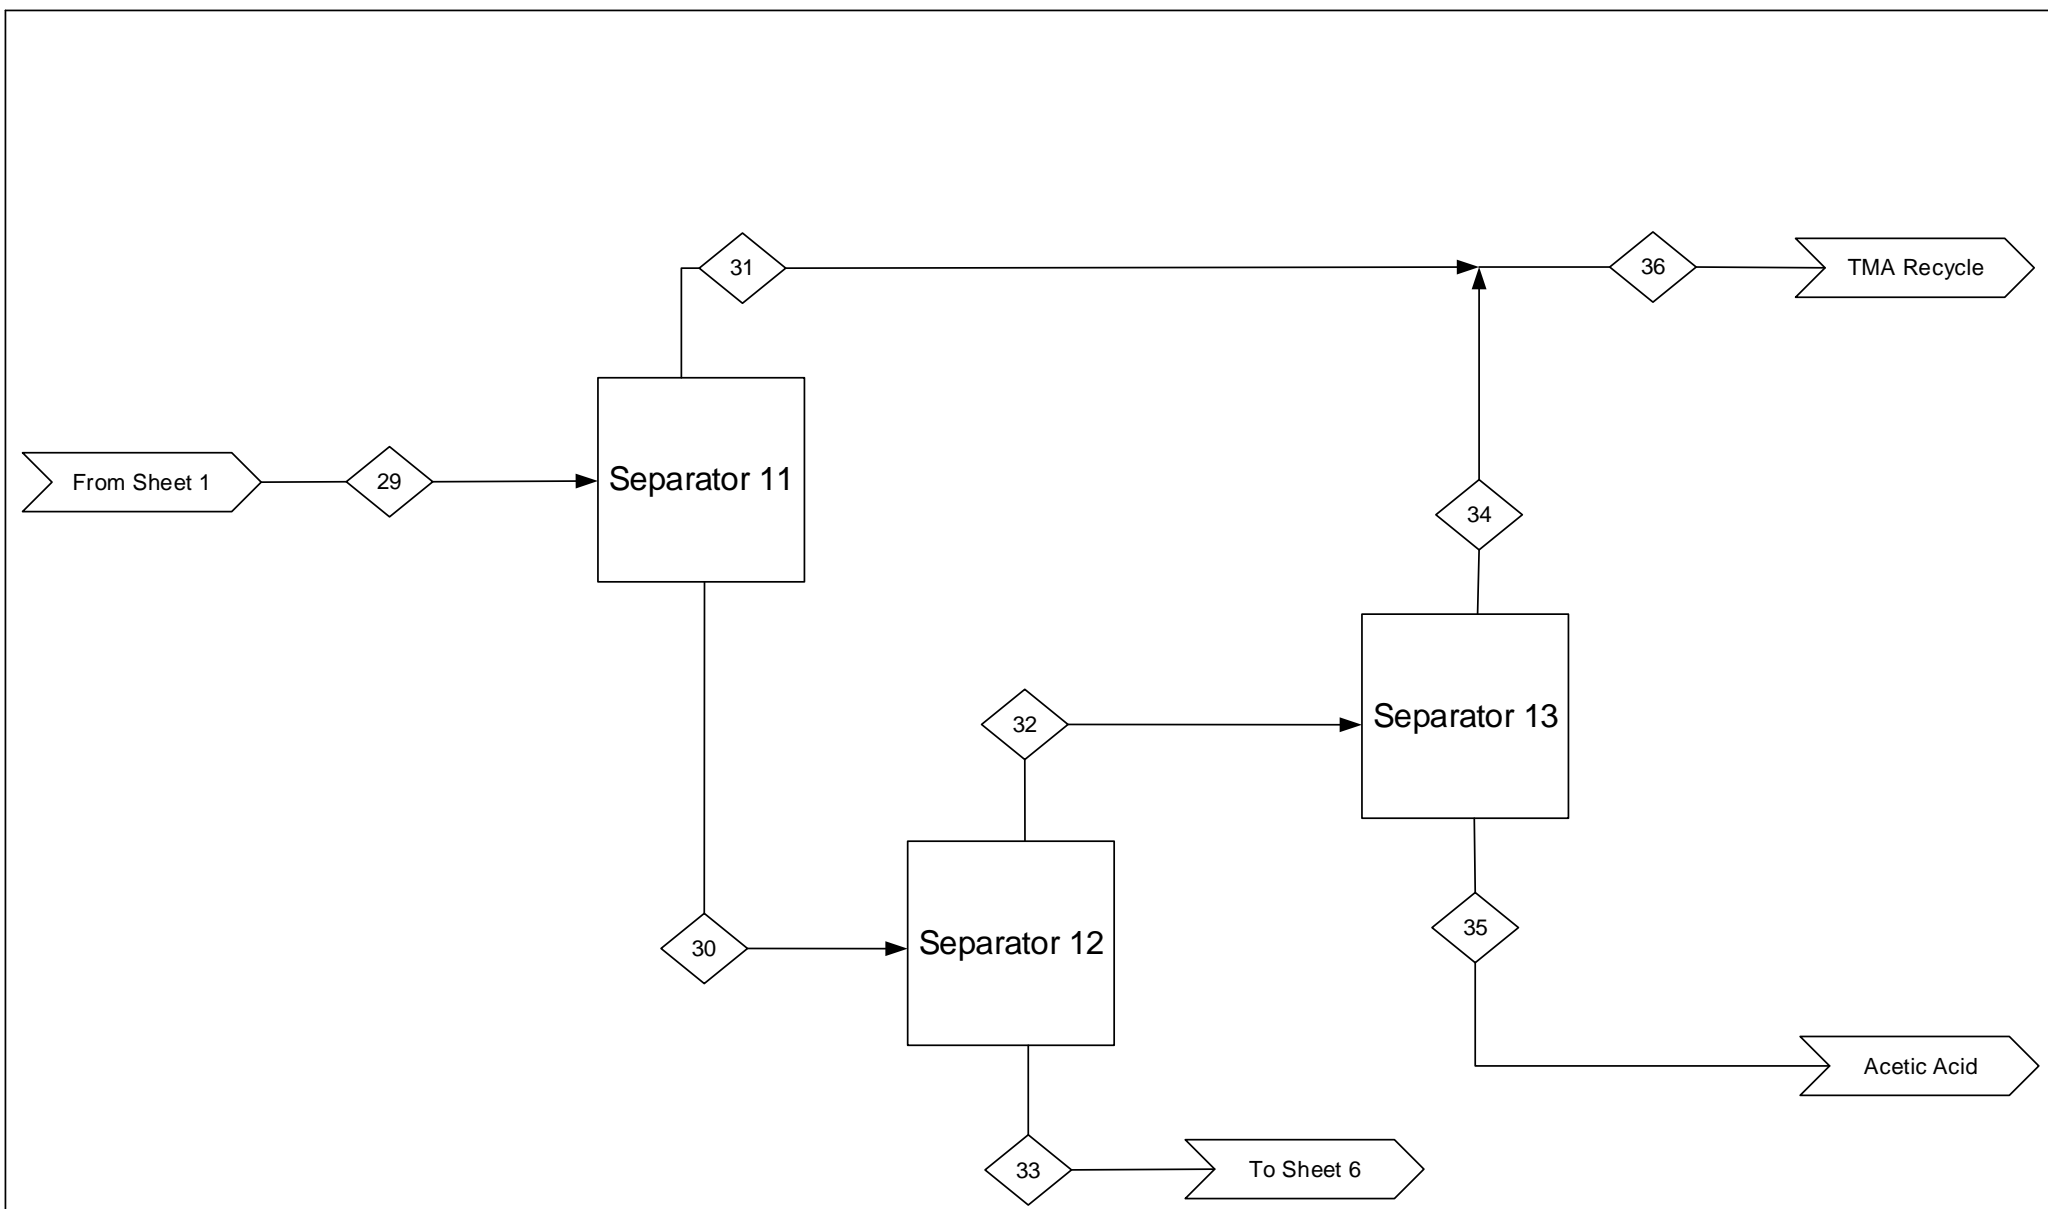 31
36
TMA Recycle
From Sheet 1
29
Separator 11
34
32
Separator 13
30
Separator 12
35
Acetic Acid
33
To Sheet 6